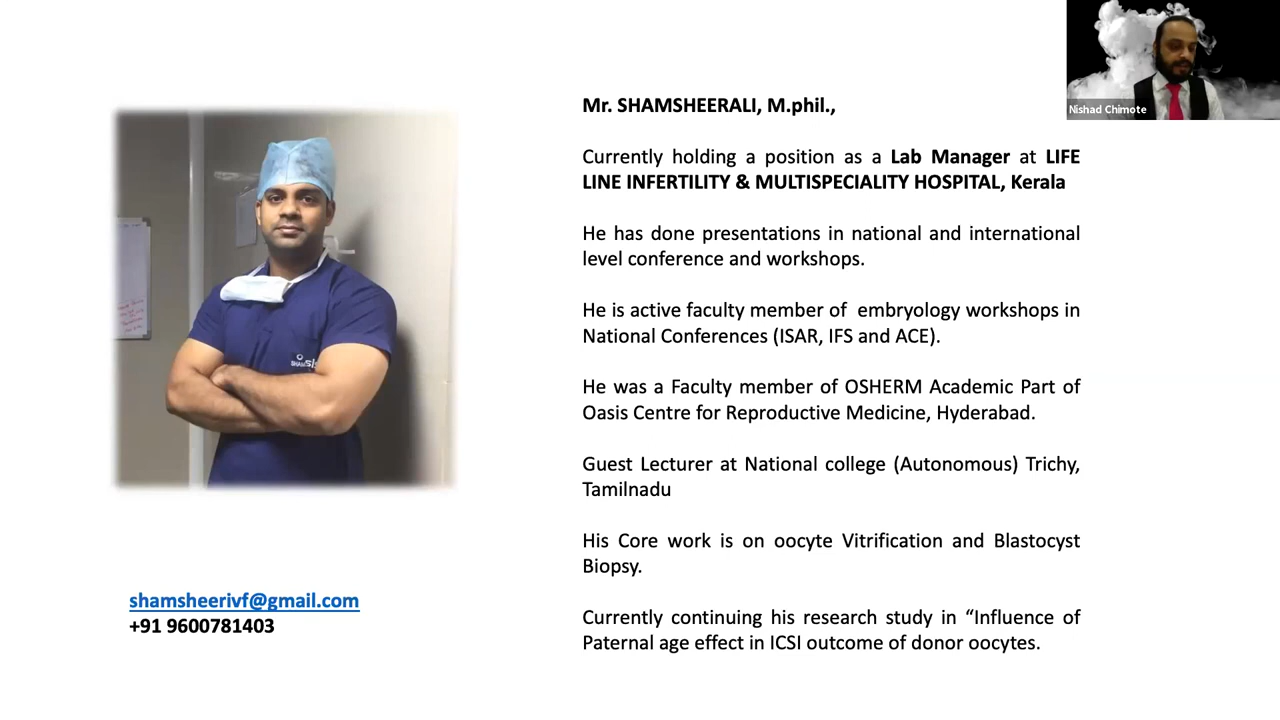 Nishad Chimote
Mr. SHAMSHEERALI, M.phil.,
Currently holding a position as a Lab Manager at LIFE
LINE INFERTILITY & MULTISPECIALITY HOSPITAL, Kerala
He has done presentations in national and international
level conference and workshops.
He is active faculty member of embryology workshops in
National Conferences (ISAR, IFS and ACE).
He was a Faculty member of OSHERM Academic Part of
Oasis Centre for Reproductive Medicine, Hyderabad.
Guest Lecturer at National college (Autonomous) Trichy,
Tamilnadu
His Core work is on oocyte Vitrification and Blastocyst
Biopsy.
Currently continuing his research study in “Influence of
Paternal age effect in ICSI outcome of donor oocytes.
shamsheerivf@gmail.com
+91 9600781403